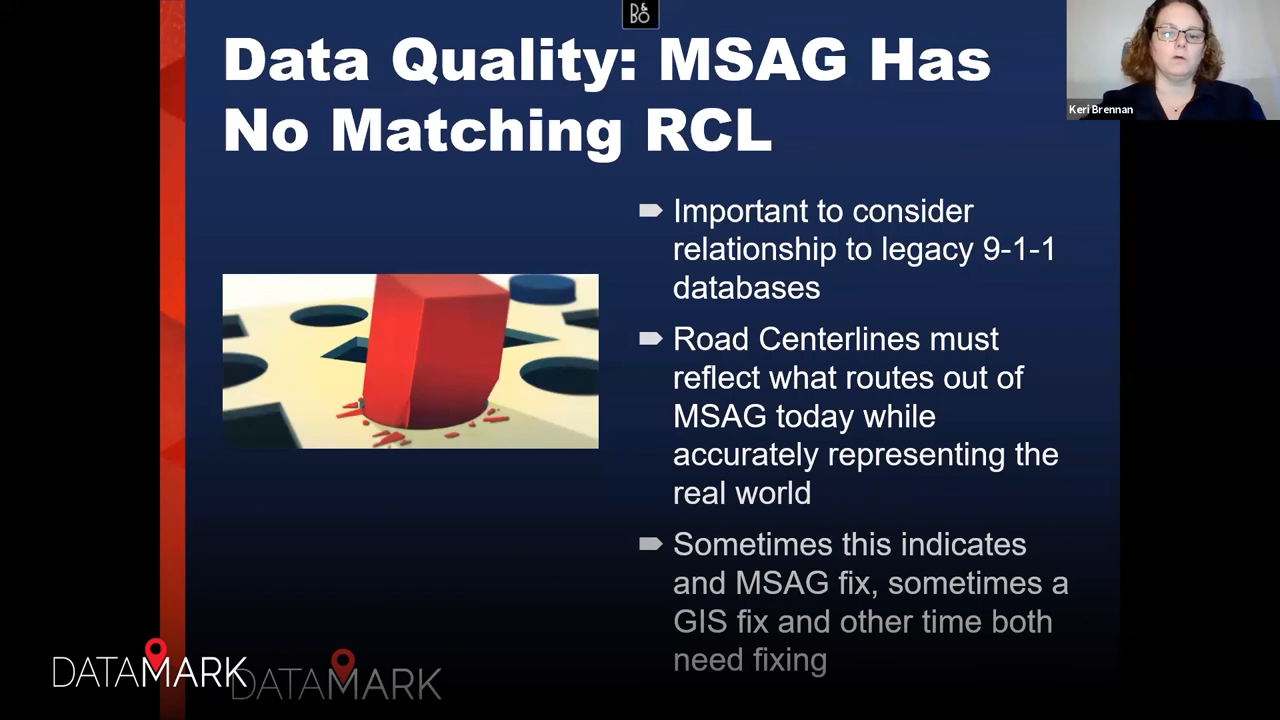 D&
BO
Data Quality: MSAG Has
No Matching RCL
Keri Brennan
Important to consider
relationship to legacy 9-1-1
databases
Road Centerlines must
reflect what routes out of
MSAG today while
accurately representing the
real world
Sometimes this indicates
and MSAG fix, sometimes a
GIS fix and other time both
need fixing
DATAMARK
DATAMARK